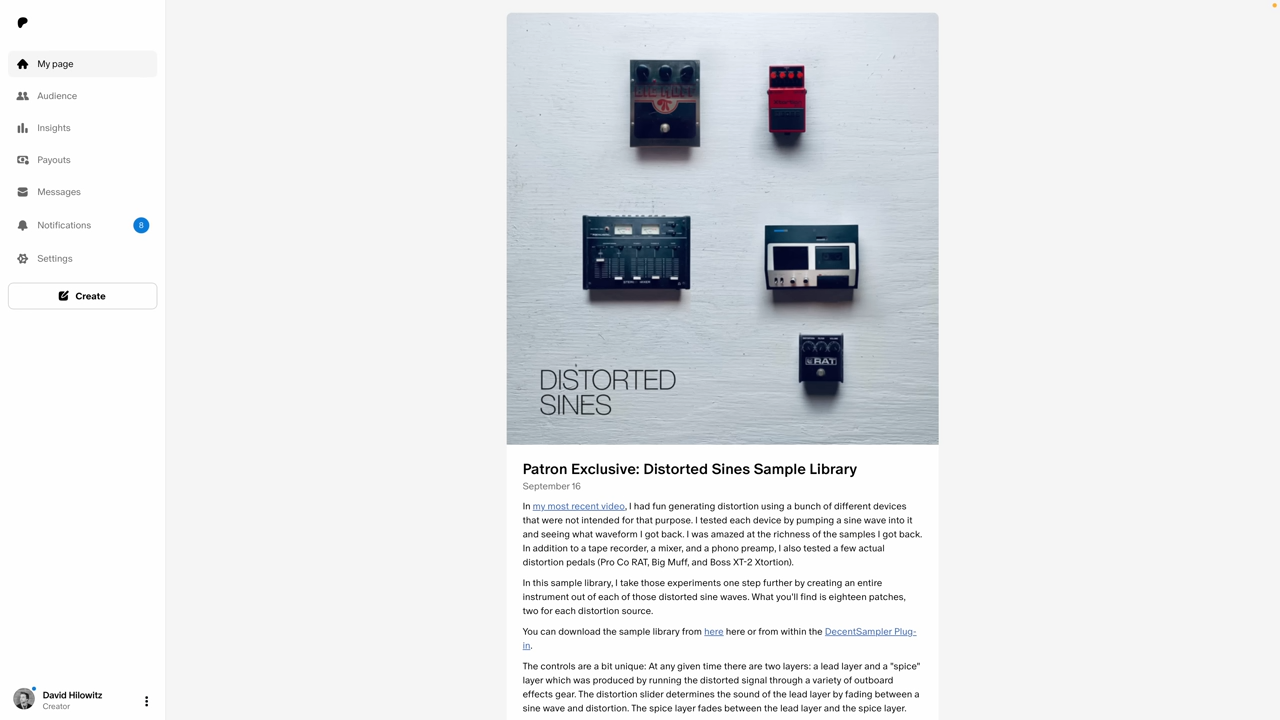 My page
Audience
Insights
Payouts
Messages
Notifications
8
Settings
Create
David Hilowitz
Creator
RAT
DISTORTED
SINES
Patron Exclusive: Distorted Sines Sample Library
September 16
In my most recent video, I had fun generating distortion using a bunch of different devices
that were not intended for that purpose. I tested each device by pumping a sine wave into it
and seeing what waveform I got back. I was amazed at the richness of the samples I got back.
In addition to a tape recorder, a mixer, and a phono preamp, I also tested a few actual
distortion pedals (Pro Co RAT, Big Muff, and Boss XT-2 Xtortion).
In this sample library, I take those experiments one step further by creating an entire
instrument out of each of those distorted sine waves. What you'll find is eighteen patches,
two for each distortion source.
You can download the sample library from here here or from within the DecentSampler Plug-
in.
The controls are a bit unique: At any given time there are two layers: a lead layer and a "spice"
layer which was produced by running the distorted signal through a variety of outboard
effects gear. The distortion slider determines the sound of the lead layer by fading between a
sine wave and distortion. The spice layer fades between the lead layer and the spice layer.